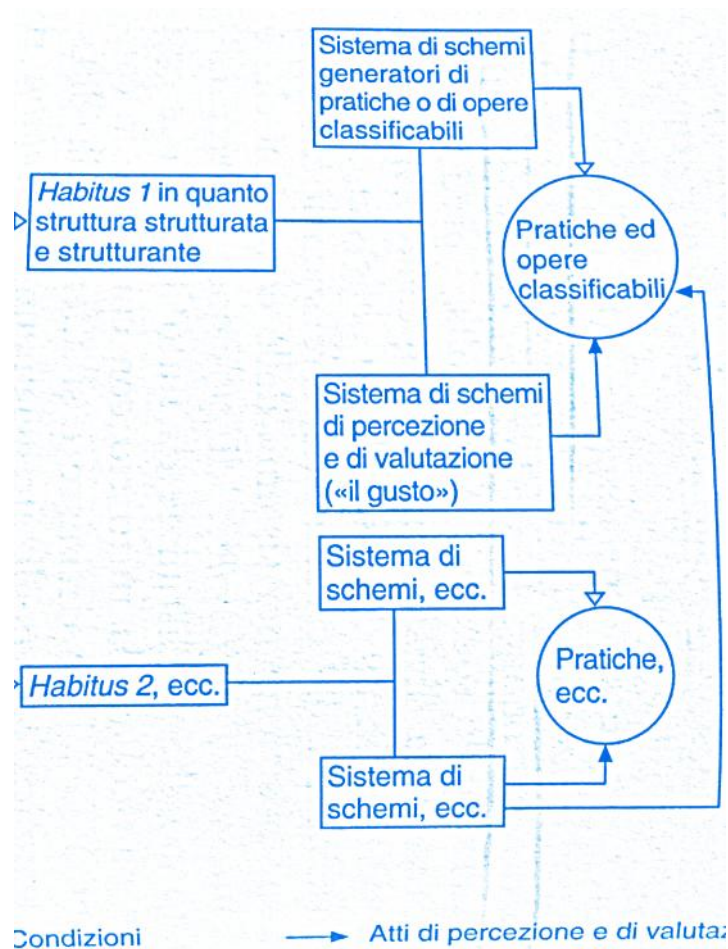 Sistema di schemi
generatori di
pratiche o di opere
classificabili
Habitus 1 in quanto
struttura strutturata
e strutturante
Pratiche ed
opere
classificabili
Sistema di schemi
di percezione
e di valutazione
(«il gusto»)
Sistema di
schemi, ecc.
Habitus 2, ecc.
Pratiche,
ecc.
Sistema di
schemi, ecc.
Condizioni
Atti di percezione e di valutaz